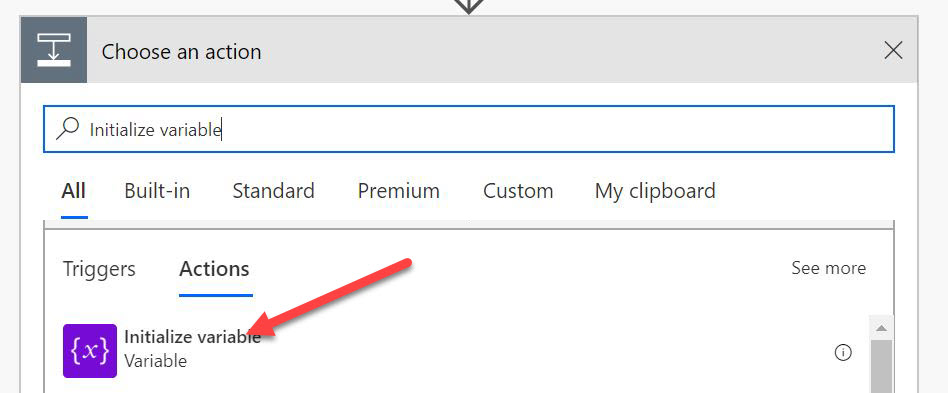 Choose an action
Initialize variable
All Built-in Standard Premium Custom My clipboard
Triggers Actions See more
Initialize variable
{x} Variable